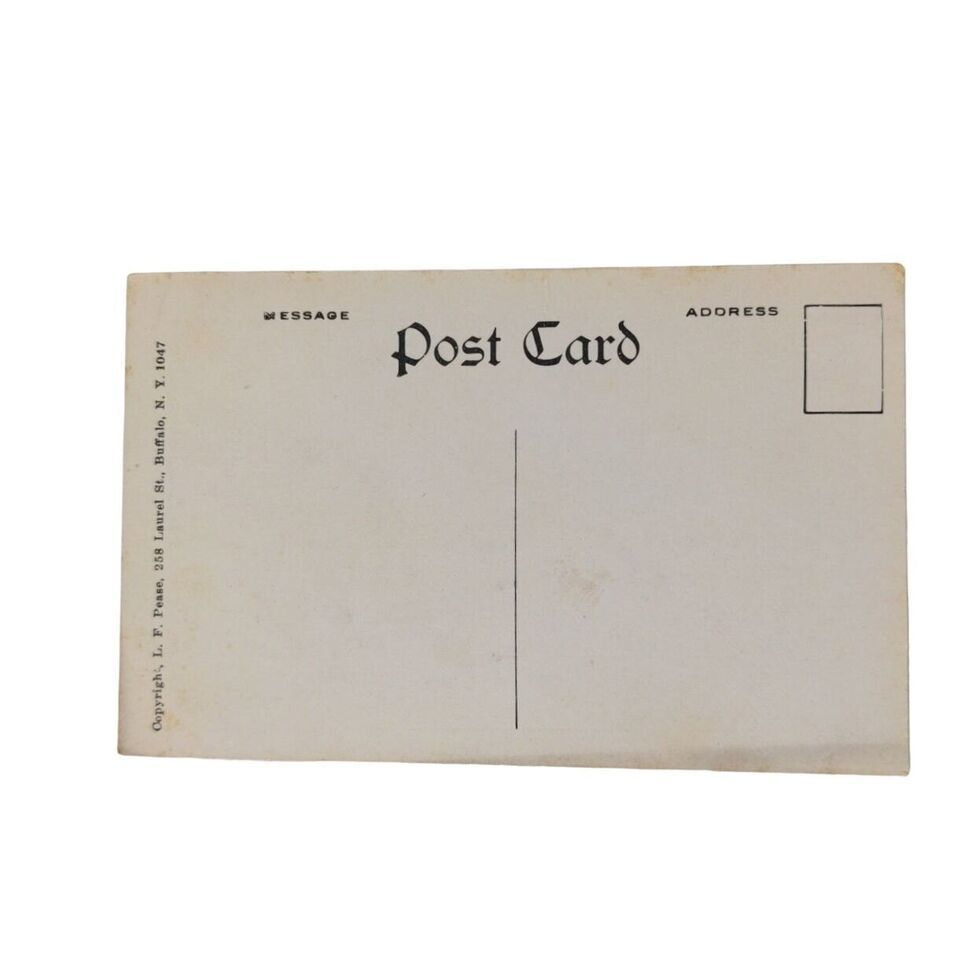 MESSAGE
Post Card
ADDRESS
Copyright, L. F. Pease, 258 Laurel St., Buffalo, N. Y. 1047